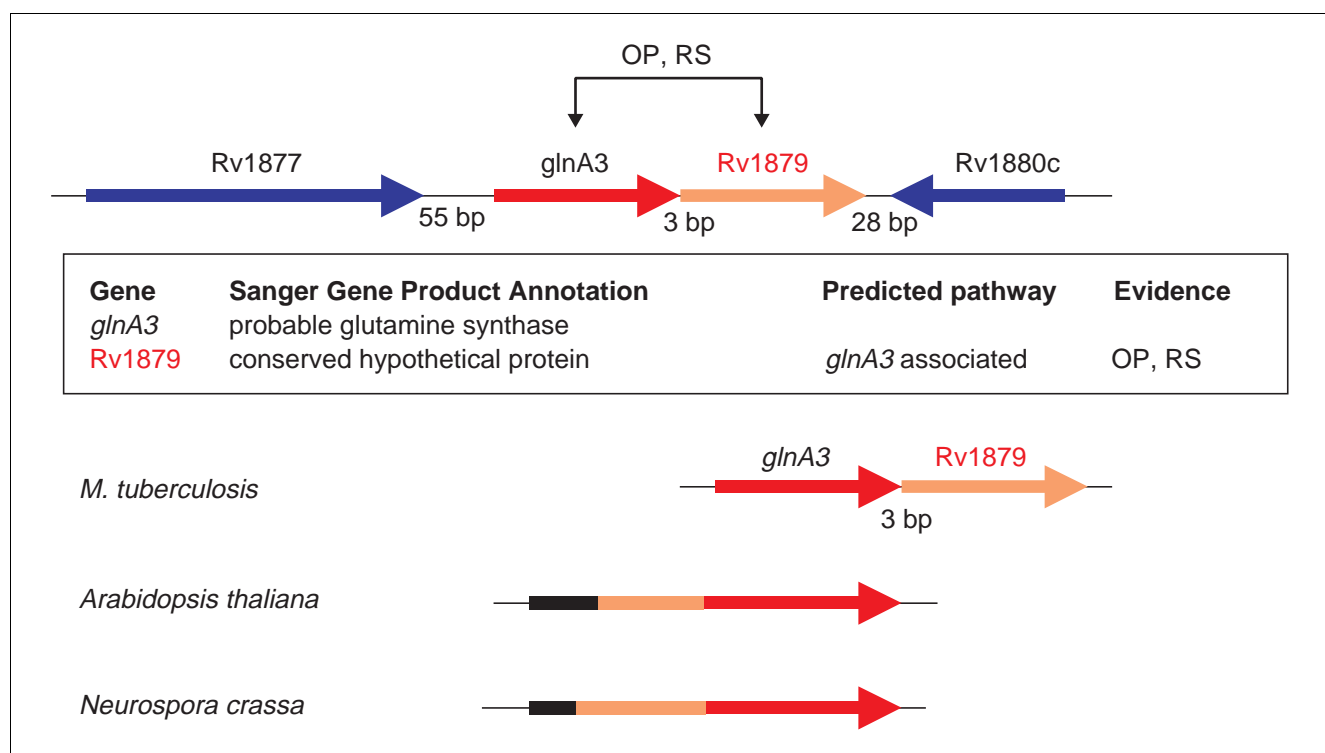 OP, RS
Rv1877 glnA3 Rv1879 Rv1880c
55 bp 3 bp 28 bp
Gene Sanger Gene Product Annotation Predicted pathway Evidence
glnA3 probable glutamine synthase
Rv1879 conserved hypothetical protein glnA3 associated OP, RS
glnA3 Rv1879
M. tuberculosis
3 bp
Arabidopsis thaliana
Neurospora crassa